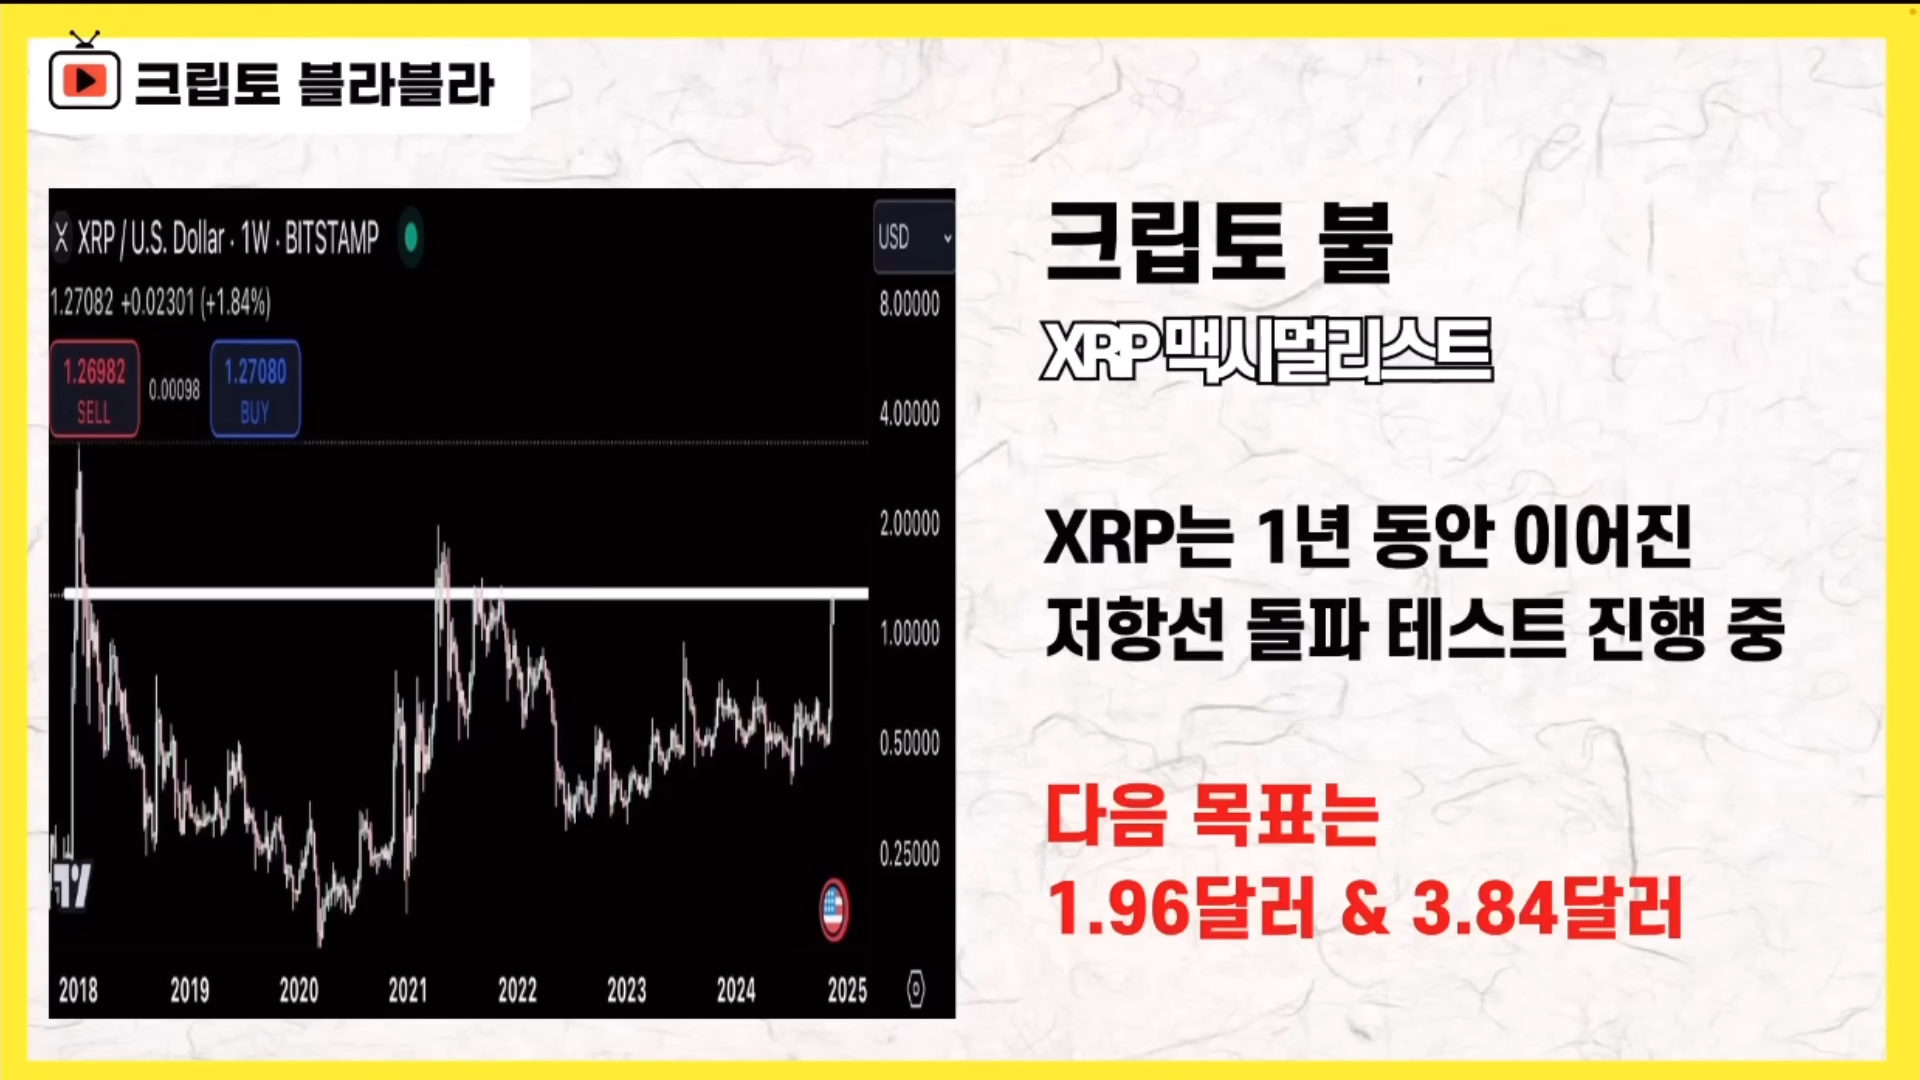 크립토 블라블라
XRP / U.S. Dollar · 1W · BITSTAMP
USD
1.27082 +0.02301 (+1.84%)
1.26982
SELL
0.00098
1.27080
BUY
8.00000
4.00000
2.00000
1.00000
0.50000
0.25000
2018 2019 2020 2021 2022 2023 2024 2025
크립토 불
XRP 맥시멀리스트
XRP는 1년 동안 이어진
저항선 돌파 테스트 진행 중
다음 목표는
1.96달러 & 3.84달러